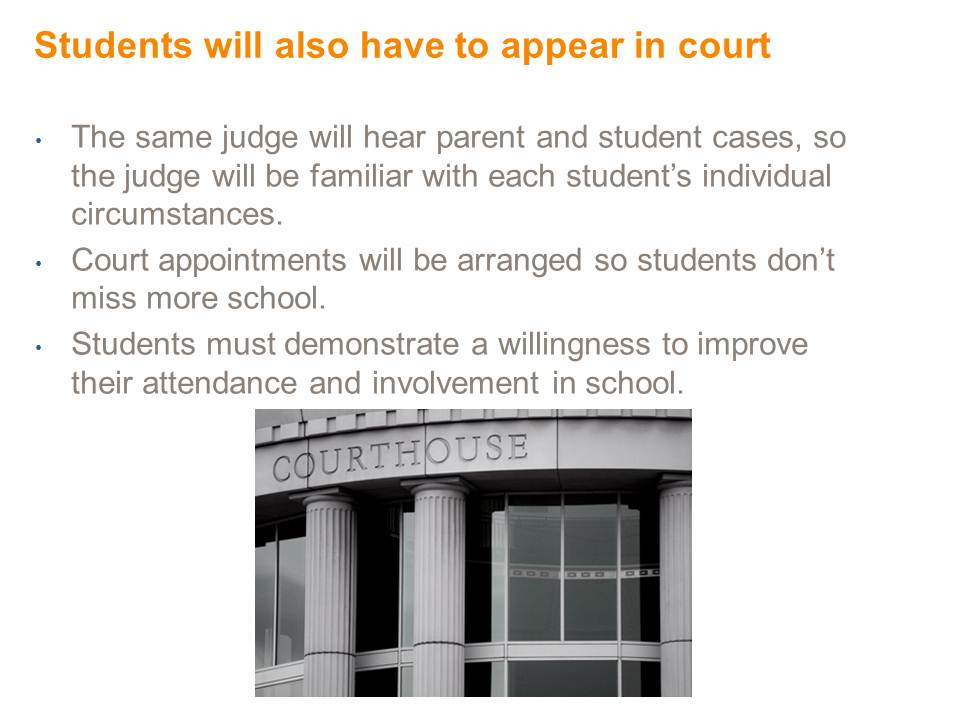 Students will also have to appear in court
• The same judge will hear parent and student cases, so
the judge will be familiar with each student’s individual
circumstances.
• Court appointments will be arranged so students don’t
miss more school.
• Students must demonstrate a willingness to improve
their attendance and involvement in school.
COURTHOUSE